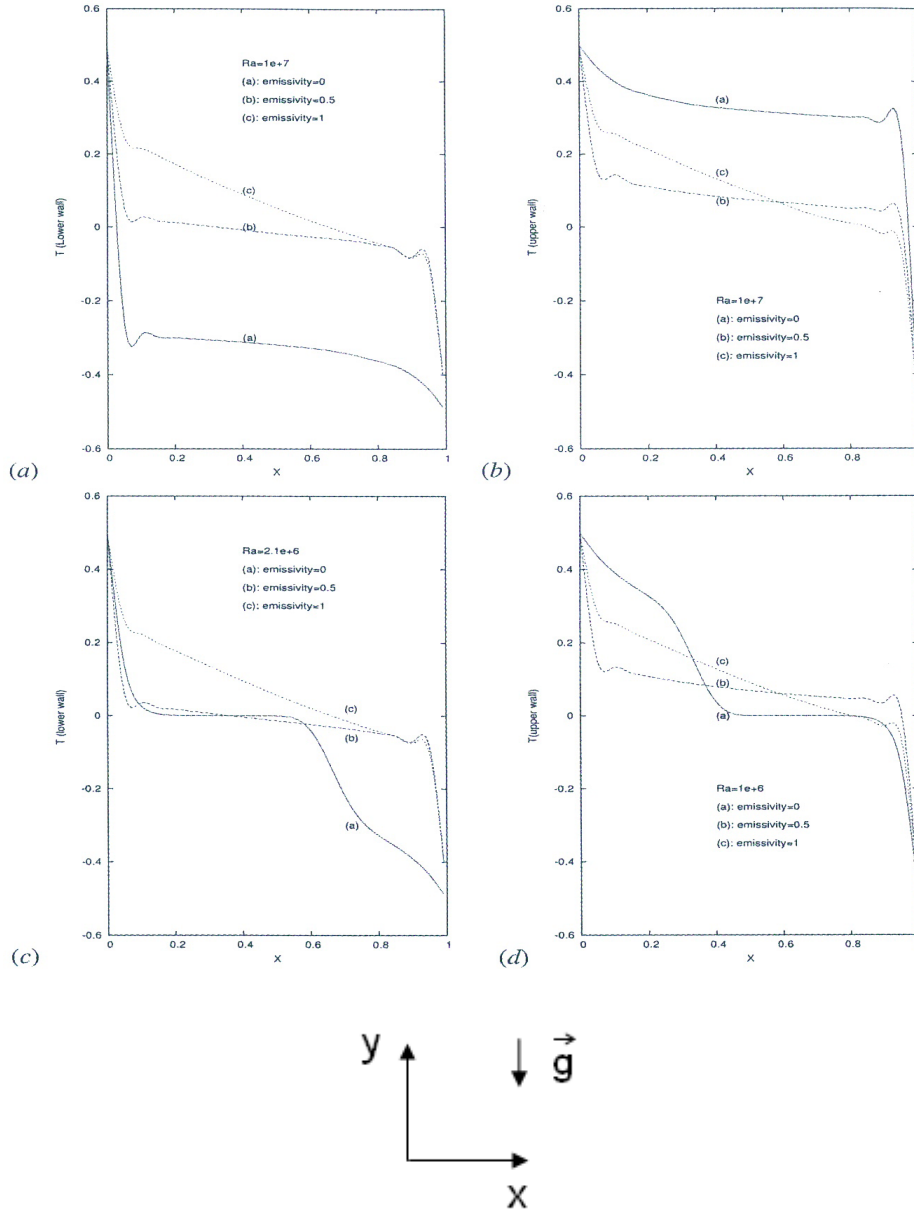 0.6
0.4
0.2
0
-0.2
-0.4
-0.6
T (Lower wall)
Ra=1e+7
(a): emissivity=0
(b): emissivity=0.5
(c): emissivity=1
(c)
(b)
(a)
0 0.2 0.4 0.6 0.8 1
X
(a)
0.4
0.2
0
-0.2
-0.4
-0.6
T (upper wall)
(a)
(c)
(b)
Ra=1e+7
(a): emissivity=0
(b): emissivity=0.5
(c): emissivity=1
0 0.2 0.4 0.6 0.8
X
(b)
0.6
0.4
0.2
0
-0.2
-0.4
-0.6
T (lower wall)
Ra=2.1e+6
(a): emissivity=0
(b): emissivity=0.5
(c): emissivity=1
(c)
(b)
(a)
0 0.2 0.4 0.6 0.8 1
X
(c)
0.6
0.4
0.2
0
-0.2
-0.4
-0.6
T(upper wall)
(c)
(b)
(a)
Ra=1e+6
(a): emissivity=0
(b): emissivity=0.5
(c): emissivity=1
0 0.2 0.4 0.6 0.8
X
(d)
y
g
x